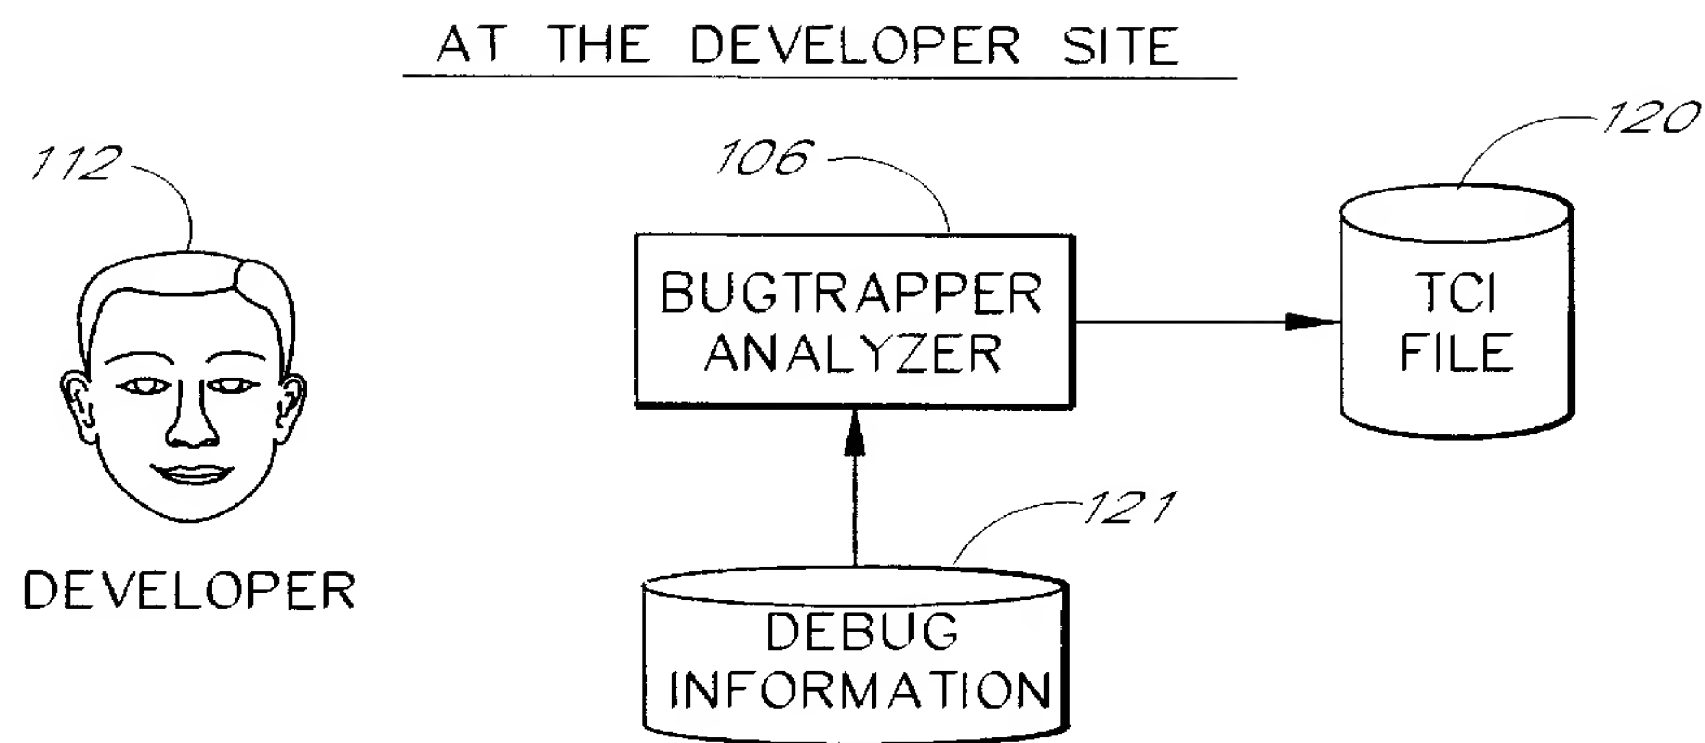 AT THE DEVELOPER SITE
112
106
120
BUGTRAPPER
ANALYZER
TCI
FILE
121
DEVELOPER
DEBUG
INFORMATION